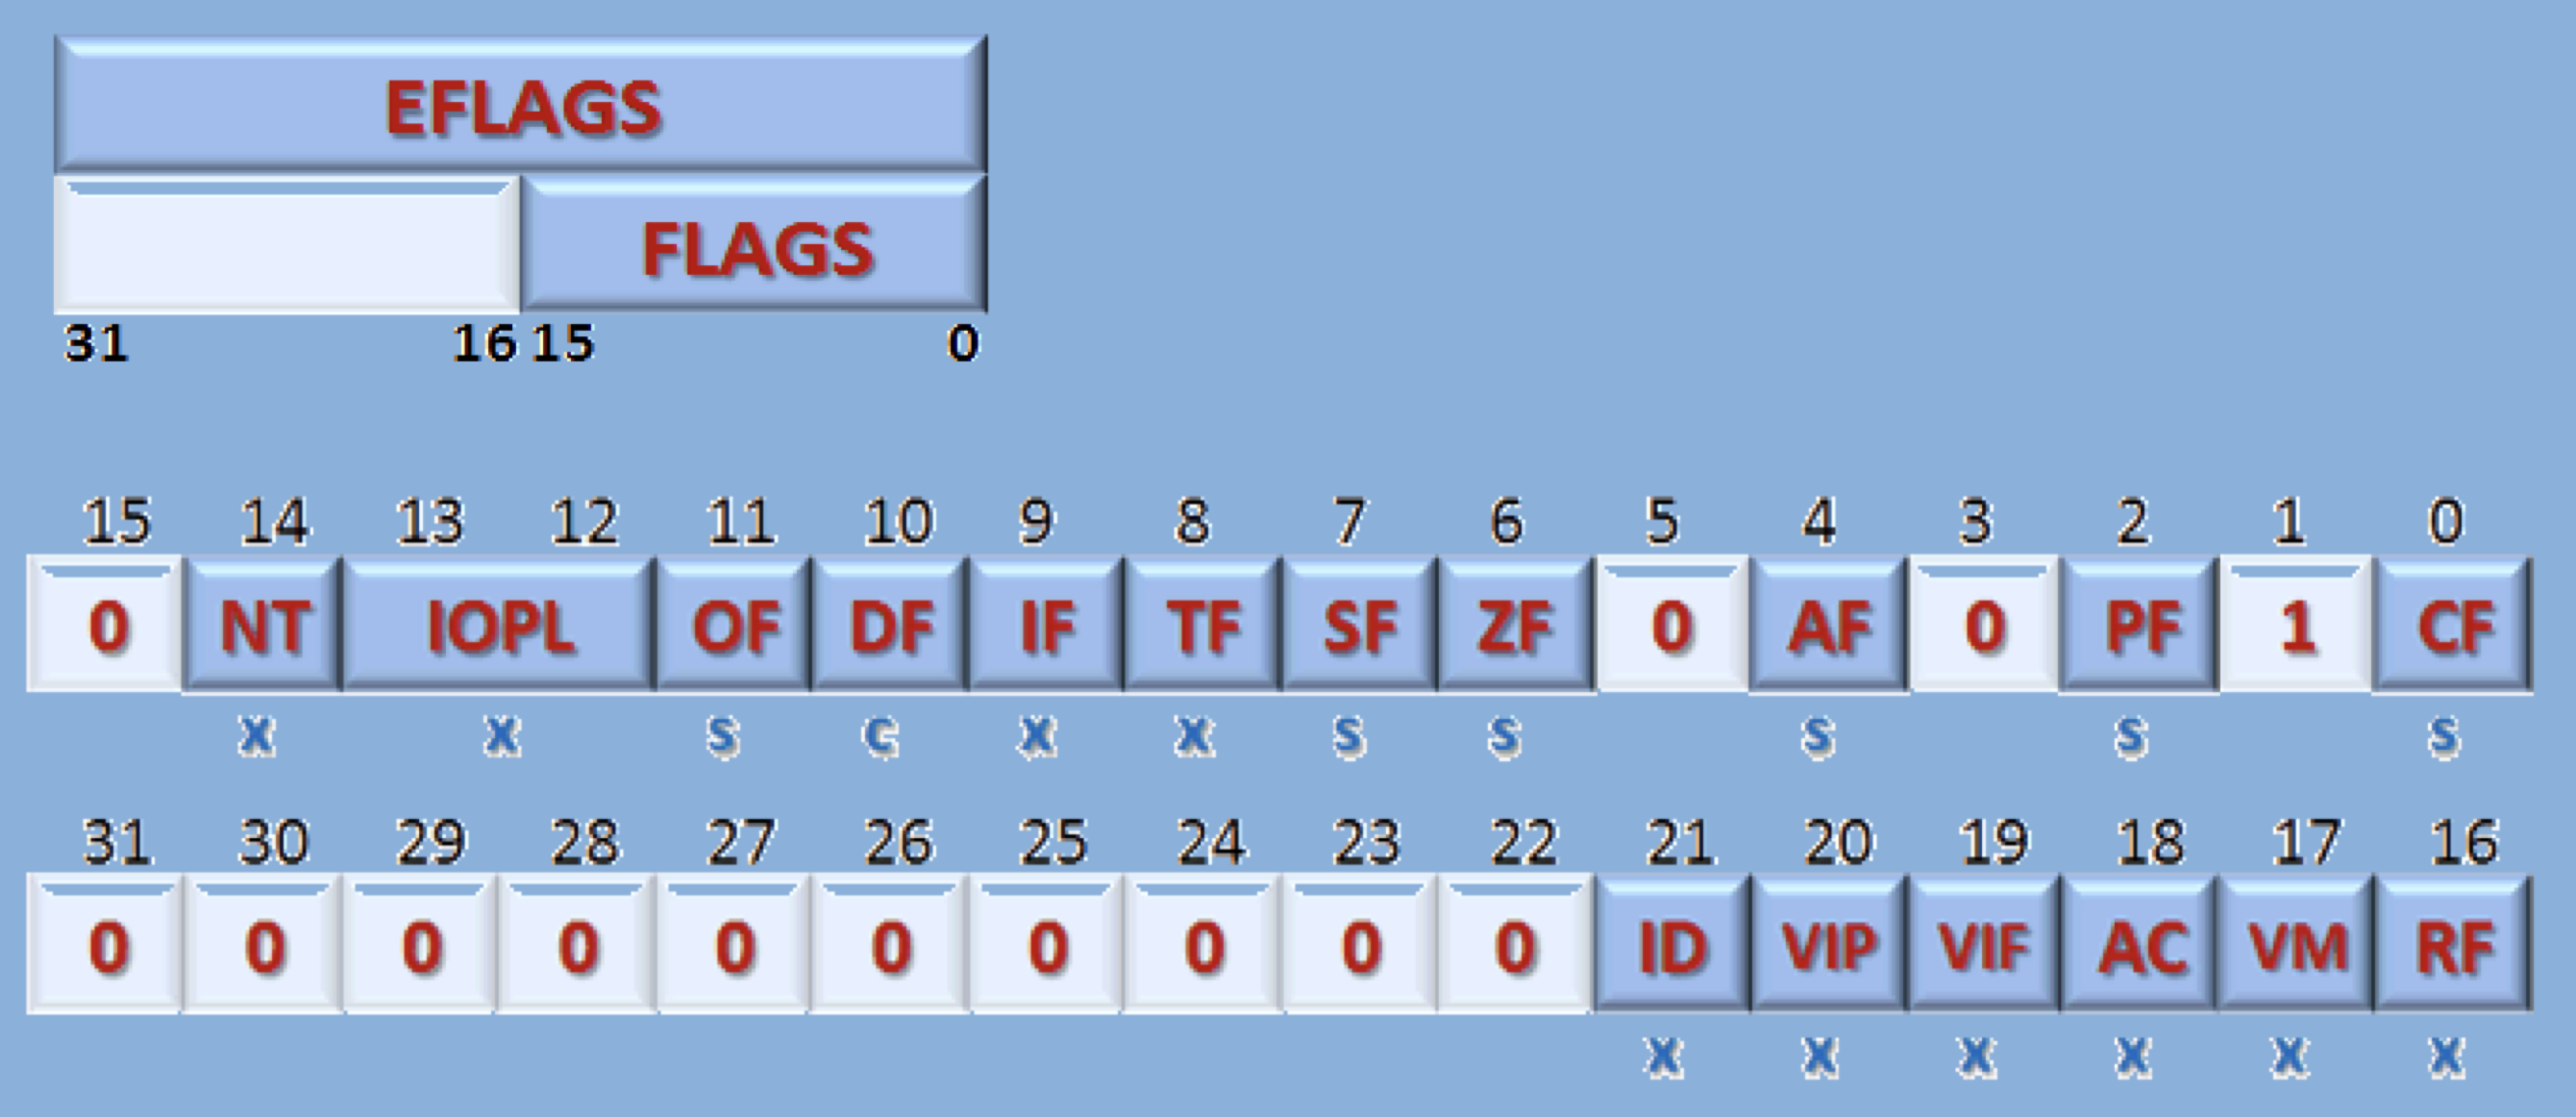 EFLAGS
FLAGS
31 16 15 0
15 14 13 12 11 10 9 8 7 6 5 4 3 2 1 0
0 NT IOPL OF DF IF TF SF ZF 0 AF 0 PF 1 CF
X X S C X X S S S S S
31 30 29 28 27 26 25 24 23 22 21 20 19 18 17 16
0 0 0 0 0 0 0 0 0 0 ID VIP VIF AC VM RF
X X X X X X